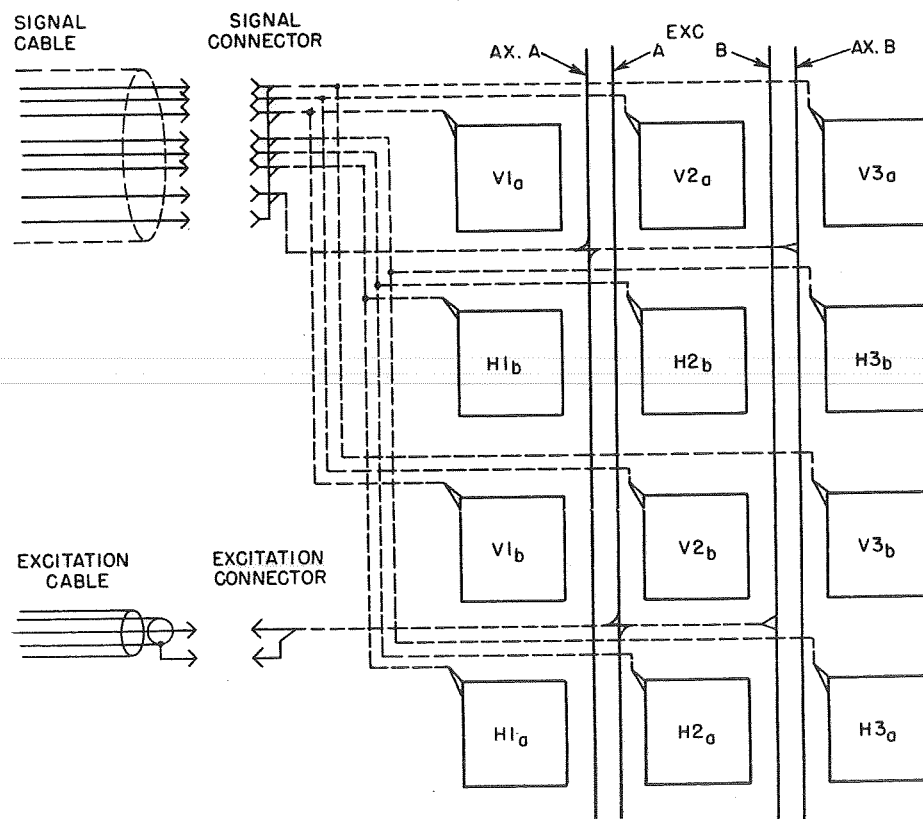 SIGNAL
CABLE
SIGNAL
CONNECTOR
EXC
AX. A
A
B
AX. B
V1a
V2a
V3a
H1b
H2b
H3b
V1b
V2b
V3b
EXCITATION
CABLE
EXCITATION
CONNECTOR
H1a
H2a
H3a